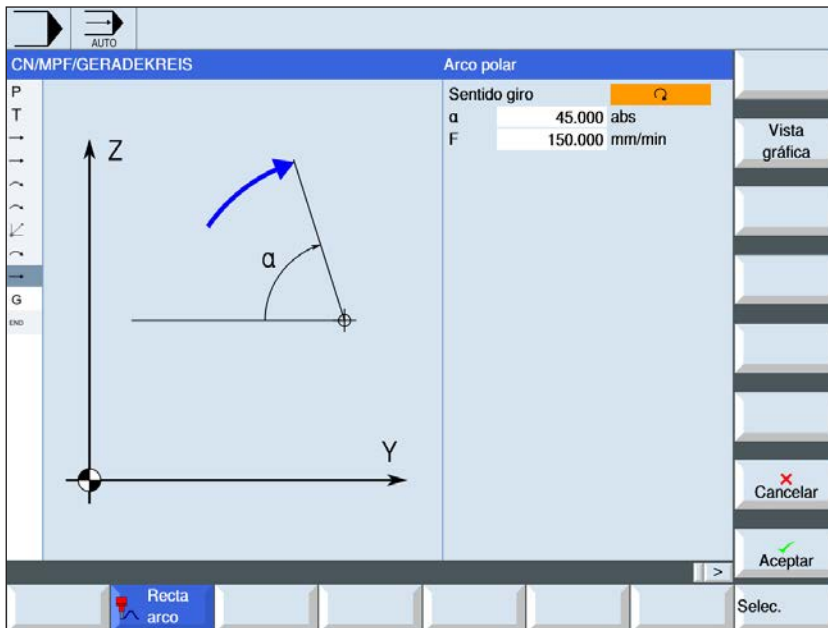 AUTO
CN/MPF/GERADEKREIS
Arco polar
P
T
G
END
Z
α
Y
Sentido giro
α 45.000 abs
F 150.000 mm/min
Vista
gráfica
Cancelar
Aceptar
>
Recta
arco
Selec.